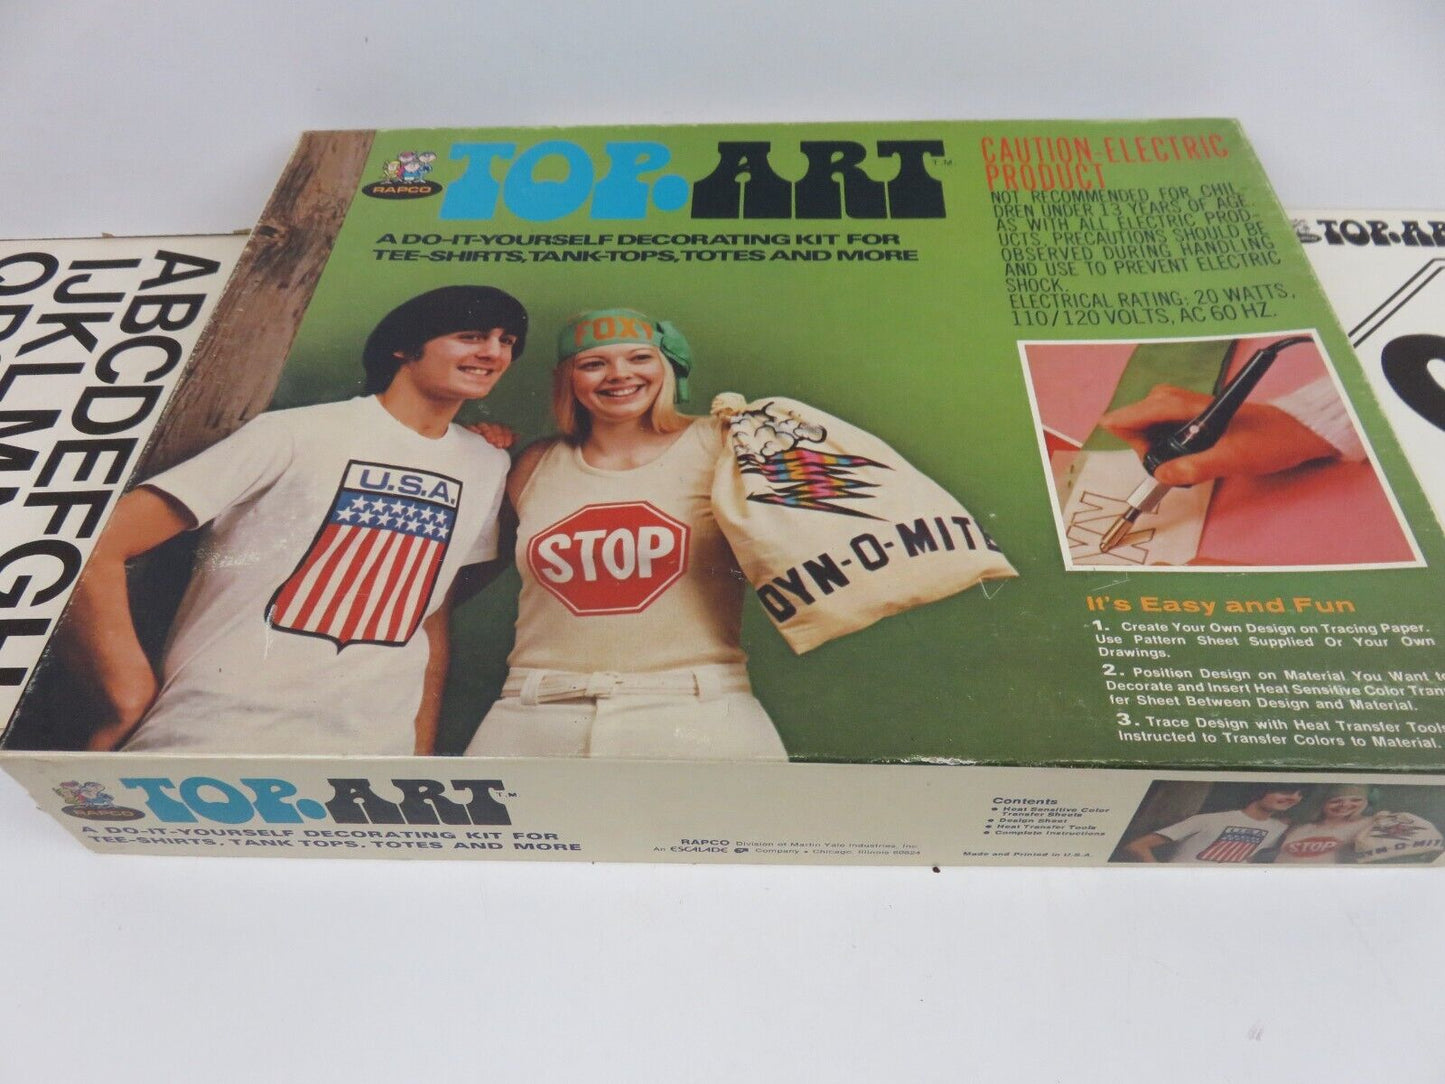 RAPCO
TOP.ART
T.M.
A DO-IT-YOURSELF DECORATING KIT FOR
TEE-SHIRTS, TANK-TOPS, TOTES AND MORE
CAUTION-ELECTRIC
PRODUCT
NOT RECOMMENDED FOR CHIL-
DREN UNDER 13 YEARS OF AGE.
AS WITH ALL ELECTRIC PROD-
UCTS, PRECAUTIONS SHOULD BE
OBSERVED DURING HANDLING
AND USE TO PREVENT ELECTRIC
SHOCK.
ELECTRICAL RATING: 20 WATTS,
110/120 VOLTS, AC 60 HZ.
FOXY
U.S.A.
STOP
DYN-O-MITE
It's Easy and Fun
1. Create Your Own Design on Tracing Paper.
Use Pattern Sheet Supplied Or Your Own
Drawings.
2. Position Design on Material You Want to
Decorate and Insert Heat Sensitive Color Tran
fer Sheet Between Design and Material.
3. Trace Design with Heat Transfer Tools
Instructed to Transfer Colors to Material.
RAPCO
TOP.ART
TM
A DO-IT-YOURSELF DECORATING KIT FOR
TEE-SHIRTS, TANK TOPS, TOTES AND MORE
RAPCO Division of Martin Yale Industries, Inc.
An ESCALADE Company • Chicago, Illinois 60624
Contents
• Heat Sensitive Color
Transfer Sheets
• Design Sheet
• Heat Transfer Tools
• Complete Instructions
Made and Printed in U.S.A.
U.S.A.
STOP
DYN-O-MIT
ABCDEFGH
IJKLM
TOP.AR